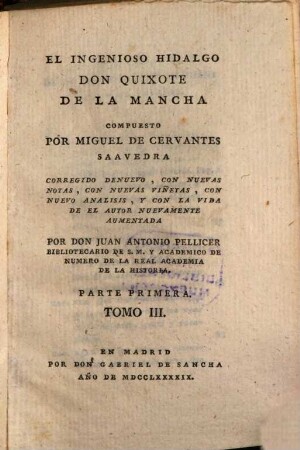 EL INGENIOSO HIDALGO
DON QUIXOTE
DE LA MANCHA
COMPUESTO
POR MIGUEL DE CERVANTES
SAAVEDRA
CORREGIDO DENUEVO, CON NUEVAS
NOTAS, CON NUEVAS VIÑETAS, CON
NUEVO ANALISIS, Y CON LA VIDA
DE EL AUTOR NUEVAMENTE
AUMENTADA
POR DON JUAN ANTONIO PELLICER
BIBLIOTECARIO DE S. M. Y ACADEMICO DE
NUMERO DE LA REAL ACADEMIA
DE LA HISTORIA.
PARTE PRIMERA.
TOMO III.
EN MADRID
POR DON GABRIEL DE SANCHA
AÑO DE MDCCLXXXXIX.